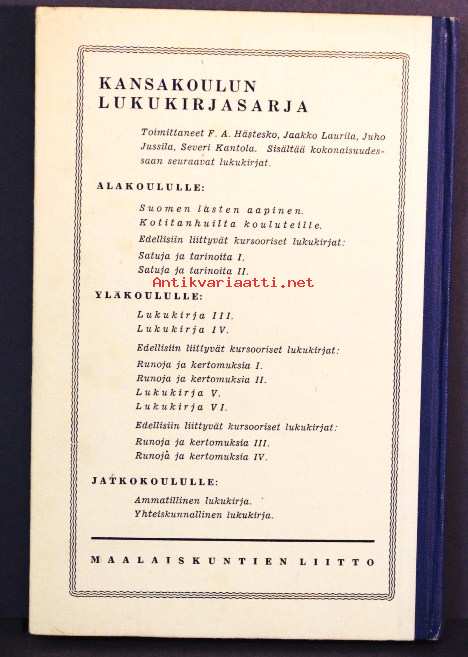 KANSAKOULUN
LUKUKIRJASARJA
Toimittaneet F. A. Hästesko, Jaakko Laurila, Juho
Jussila, Severi Kantola. Sisältää kokonaisuudes-
saan seuraavat lukukirjat.
ALAKOULULLE:
Suomen lasten aapinen.
Kotitanhuilta kouluteille.
Edellisiin liittyvät kursooriset lukukirjat:
Satuja ja tarinoita I.
Satuja ja tarinoita II.
Antikvariaatti.net
YLÄKOULULLE:
Lukukirja III.
Lukukirja IV.
Edellisiin liittyvät kursooriset lukukirjat:
Runoja ja kertomuksia I.
Runoja ja kertomuksia II.
Lukukirja V.
Lukukirja VI.
Edellisiin liittyvät kursooriset lukukirjat:
Runoja ja kertomuksia III.
Runoja ja kertomuksia IV.
JATKOKOULULLE:
Ammatillinen lukukirja.
Yhteiskunnallinen lukukirja.
MAALAISKUNTIEN LIITTO